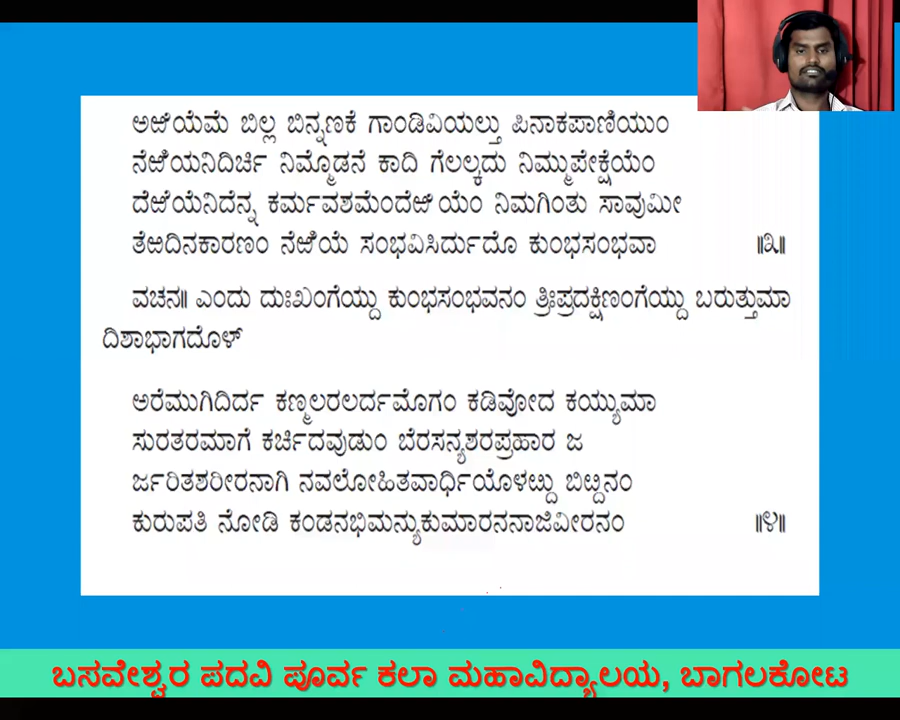 ಅಱಿಯೆಮೆ ಬಿಲ್ಲ ಬಿನ್ನಣಕೆ ಗಾಂಡಿವಿಯಲ್ತು ಪಿನಾಕಪಾಣಿಯುಂ
ನೆಱಿಯನಿದಿರ್ಚಿ ನಿಮ್ಮೊಡನೆ ಕಾದಿ ಗೆಲಲ್ಕದು ನಿಮ್ಮುಪೇಕ್ಷೆಯೆಂ
ದೆಱಿಯೆನಿದೆನ್ನ ಕರ್ಮವಶಮೆಂದೆಱಿಯೆಂ ನಿಮಗಿಂತು ಸಾವುಮೀ
ತೆಱದಿನಕಾರಣಂ ನೆಱಿಯೆ ಸಂಭವಿಸಿರ್ದುದೊ ಕುಂಭಸಂಭವಾ ॥೩॥
ವಚನ॥ ಎಂದು ದುಃಖಂಗೆಯ್ದು ಕುಂಭಸಂಭವನಂ ತ್ರಿಃಪ್ರದಕ್ಷಿಣಂಗೆಯ್ದು ಬರುತ್ತುಮಾ
ದಿಶಾಭಾಗದೊಳ್
ಅರೆಮುಗಿದಿರ್ದ ಕಣ್ಮಲರಲರ್ದಮೊಗಂ ಕಡಿವೋದ ಕಯ್ಯುಮಾ
ಸುರತರಮಾಗೆ ಕರ್ಚಿದವುಡುಂ ಬೆರಸನ್ಯಶರಪ್ರಹಾರ ಜ
ರ್ಜರಿತಶರೀರನಾಗಿ ನವಲೋಹಿತವಾರ್ಧಿಯೊಳೞ್ದು ಬಿೞ್ದನಂ
ಕುರುಪತಿ ನೋಡಿ ಕಂಡನಭಿಮನ್ಯುಕುಮಾರನನಾಜಿವೀರನಂ ॥೪॥
ಬಸವೇಶ್ವರ ಪದವಿ ಪೂರ್ವ ಕಲಾ ಮಹಾವಿದ್ಯಾಲಯ, ಬಾಗಲಕೋಟ